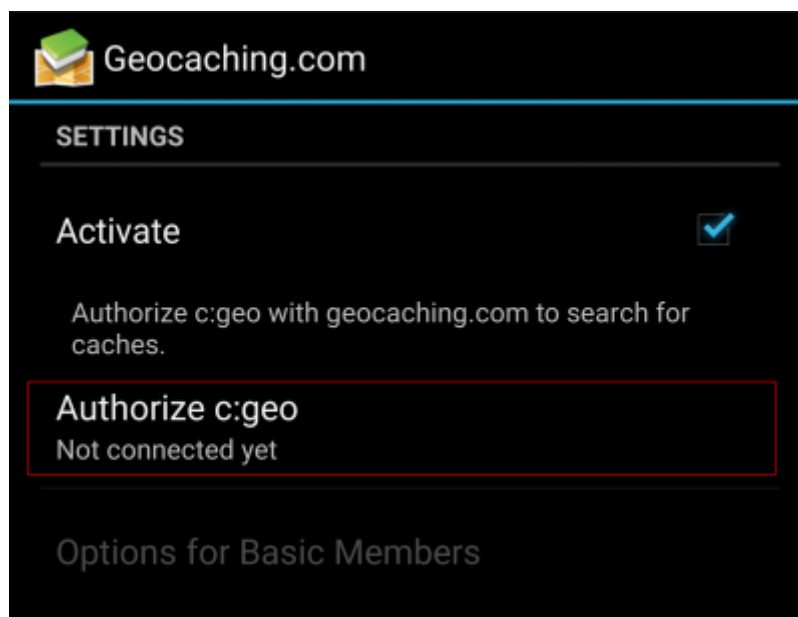 Geocaching.com
SETTINGS
Activate
Authorize c:geo with geocaching.com to search for
caches.
Authorize c:geo
Not connected yet
Options for Basic Members